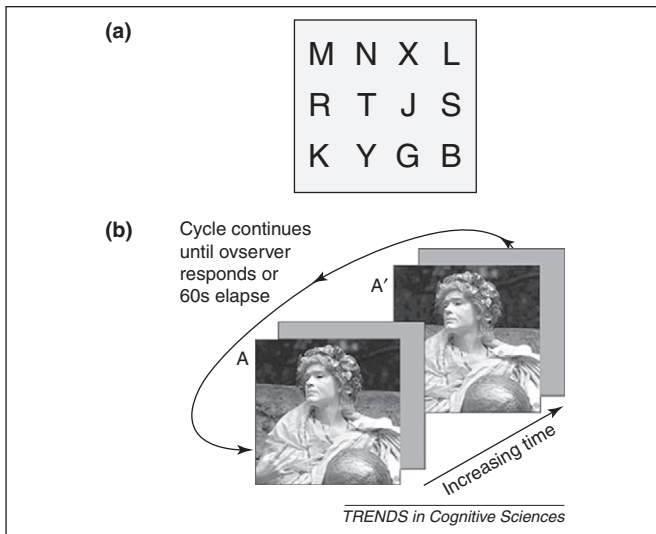 (a)
M N X L
R T J S
K Y G B
(b)
Cycle continues
until ovserver
responds or
60s elapse
A′
A
Increasing time
TRENDS in Cognitive Sciences